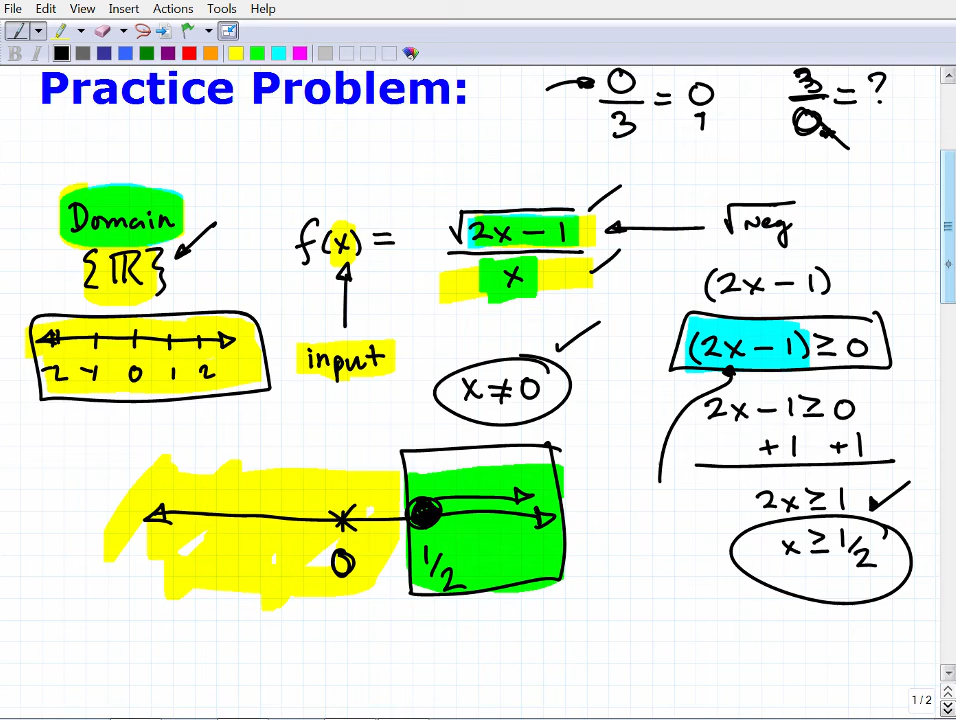 File Edit View Insert Actions Tools Help
B I
Practice Problem:
0/3 = 0/1
3/0 = ?
Domain
{ℝ}
f(x) = √(2x - 1) / x
√neg
(2x - 1)
-2 -1 0 1 2
input
x ≠ 0
(2x - 1) ≥ 0
2x - 1 ≥ 0
+1 +1
2x ≥ 1
x ≥ 1/2
0 1/2
1 / 2